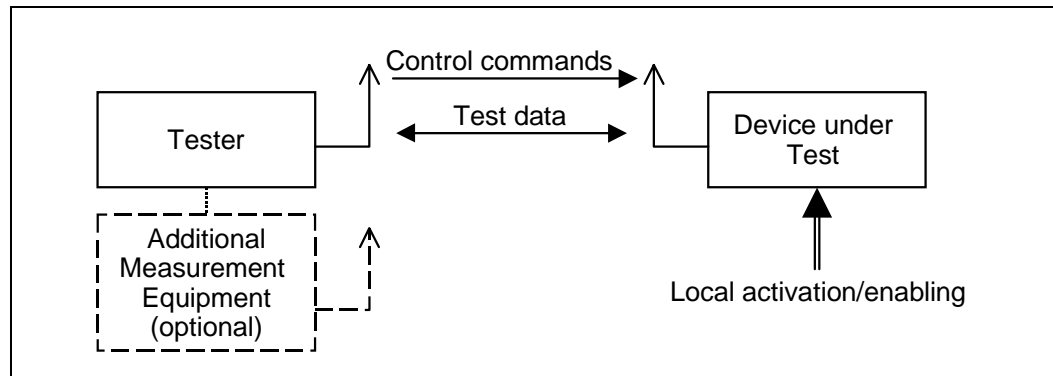 Control commands
Test data
Tester
Device under
Test
Additional
Measurement
Equipment
(optional)
Local activation/enabling